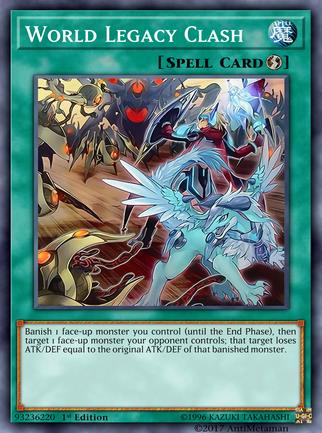 World Legacy Clash
[Spell Card]
Banish 1 face-up monster you control (until the End Phase), then
target 1 face-up monster your opponent controls; that target loses
ATK/DEF equal to the original ATK/DEF of that banished monster.
93236220 1st Edition ©1996 KAZUKI TAKAHASHI
©2017 AntiMetaman